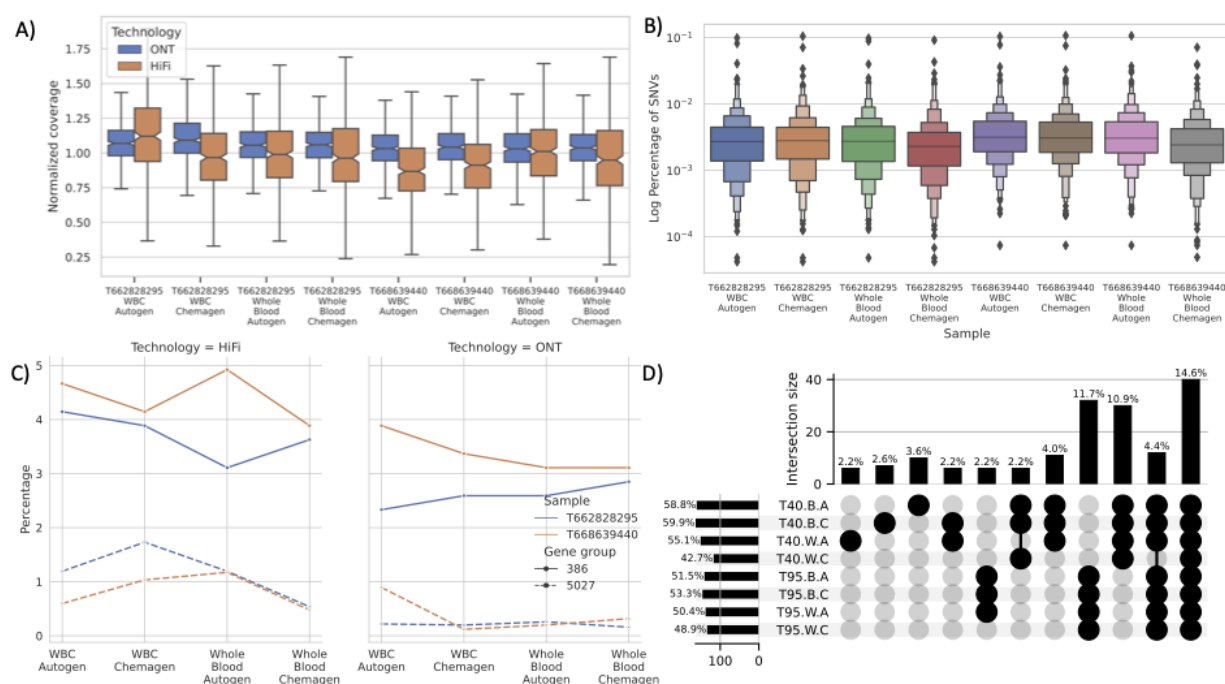 A)
Technology
ONT
HiFi
Normalized coverage
1.75
1.50
1.25
1.00
0.75
0.50
0.25
T662828295 WBC Autogen
T662828295 WBC Chemagen
T662828295 Whole Blood Autogen
T662828295 Whole Blood Chemagen
T668639440 WBC Autogen
T668639440 WBC Chemagen
T668639440 Whole Blood Autogen
T668639440 Whole Blood Chemagen
B)
Log Percentage of SNVs
10⁻¹
10⁻²
10⁻³
10⁻⁴
T662828295 WBC Autogen
T662828295 WBC Chemagen
T662828295 Whole Blood Autogen
T662828295 Whole Blood Chemagen
T668639440 WBC Autogen
T668639440 WBC Chemagen
T668639440 Whole Blood Autogen
T668639440 Whole Blood Chemagen
Sample
C)
Technology = HiFi
Technology = ONT
Percentage
5
4
3
2
1
0
WBC Autogen
WBC Chemagen
Whole Blood Autogen
Whole Blood Chemagen
WBC Autogen
WBC Chemagen
Whole Blood Autogen
Whole Blood Chemagen
Sample
T662828295
T668639440
Gene group
386
5027
D)
Intersection size
40
20
0
2.2%
2.6%
3.6%
2.2%
2.2%
2.2%
4.0%
11.7%
10.9%
4.4%
14.6%
58.8% T40.B.A
59.9% T40.B.C
55.1% T40.W.A
42.7% T40.W.C
51.5% T95.B.A
53.3% T95.B.C
50.4% T95.W.A
48.9% T95.W.C
100 0